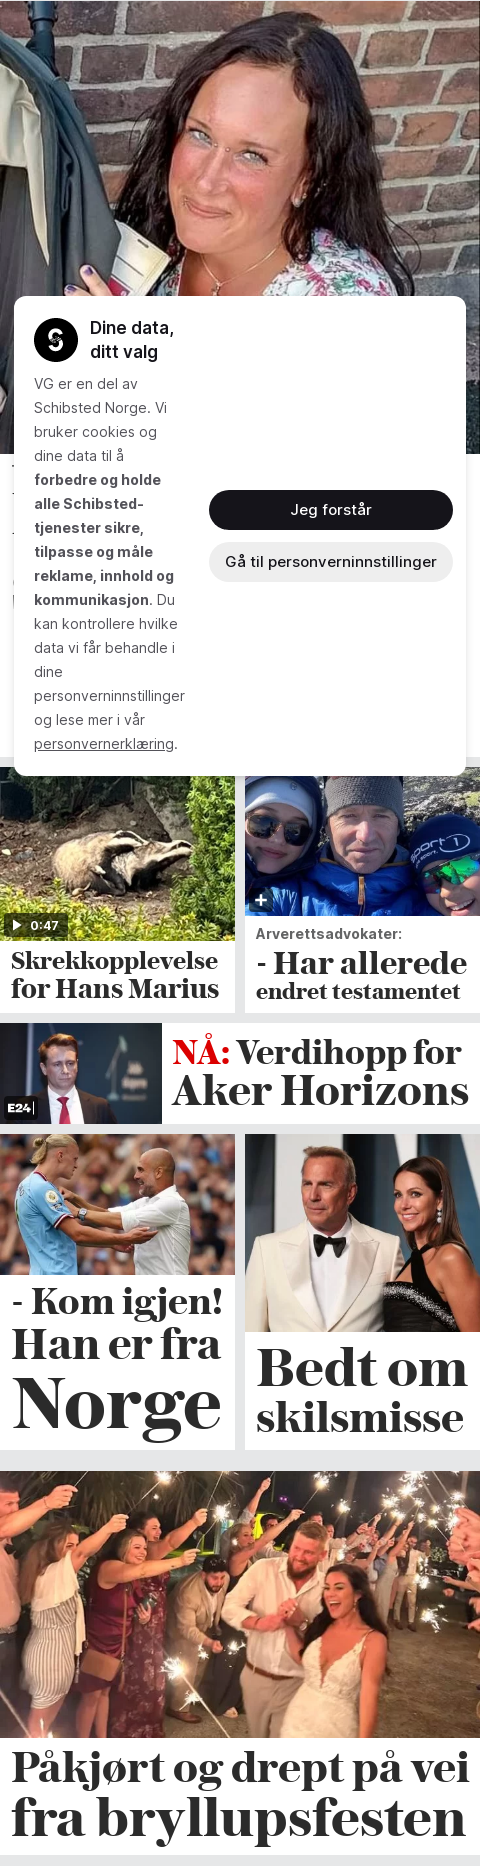 Dine data,
ditt valg
VG er en del av
Schibsted Norge. Vi
bruker cookies og
dine data til å
forbedre og holde
alle Schibsted-
tjenester sikre,
tilpasse og måle
reklame, innhold og
kommunikasjon. Du
kan kontrollere hvilke
data vi får behandle i
dine
personverninnstillinger
og lese mer i vår
personvernerklæring.
Jeg forstår
Gå til personverninnstillinger
0:47
Skrekkopplevelse
for Hans Marius
Arverettsadvokater:
- Har allerede
endret testamentet
E24
NÅ: Verdihopp for
Aker Horizons
- Kom igjen!
Han er fra
Norge
Bedt om
skilsmisse
Påkjørt og drept på vei
fra bryllupsfesten